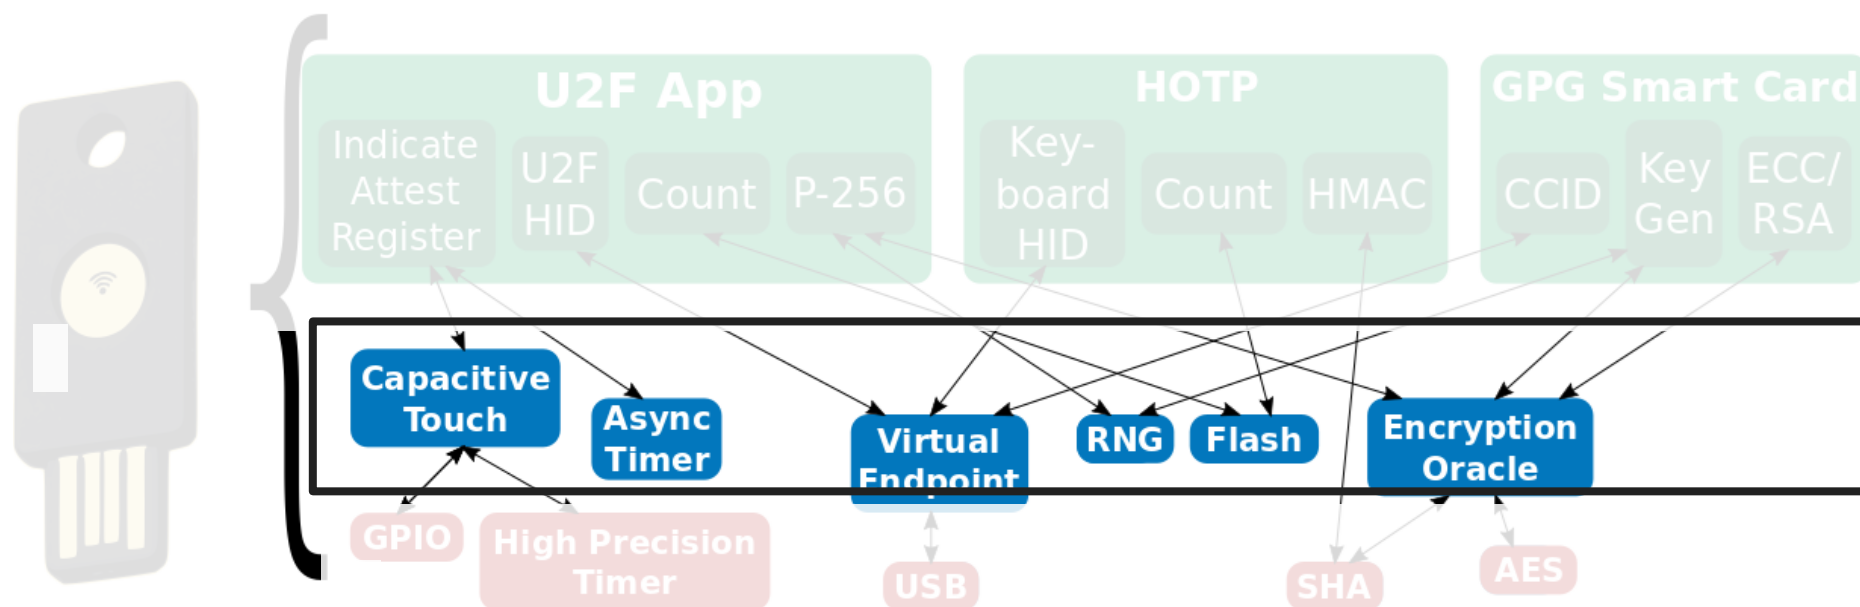 U2F App
HOTP
GPG Smart Card
Indicate
Attest
Register
U2F
HID
Count
P-256
Key-
board
HID
Count
HMAC
CCID
Key
Gen
ECC/
RSA
Capacitive
Touch
Async
Timer
Virtual
Endpoint
RNG
Flash
Encryption
Oracle
GPIO
High Precision
Timer
USB
SHA
AES